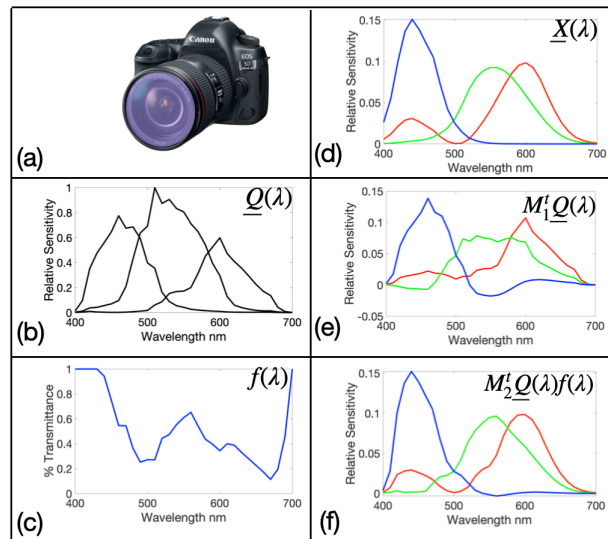 Canon
EOS
5D
(a)
Q(λ)
Relative Sensitivity
1
0.8
0.6
0.4
0.2
0
400
500
600
700
Wavelength nm
(b)
f(λ)
% Transmittance
1
0.8
0.6
0.4
0.2
0
400
500
600
700
Wavelength nm
(c)
X(λ)
Relative Sensitivity
0.15
0.1
0.05
0
400
500
600
700
Wavelength nm
(d)
M₁ᵗQ(λ)
Relative Sensitivity
0.15
0.1
0.05
0
-0.05
400
500
600
700
Wavelength nm
(e)
M₂ᵗQ(λ)f(λ)
Relative Sensitivity
0.15
0.1
0.05
0
400
500
600
700
Wavelength nm
(f)